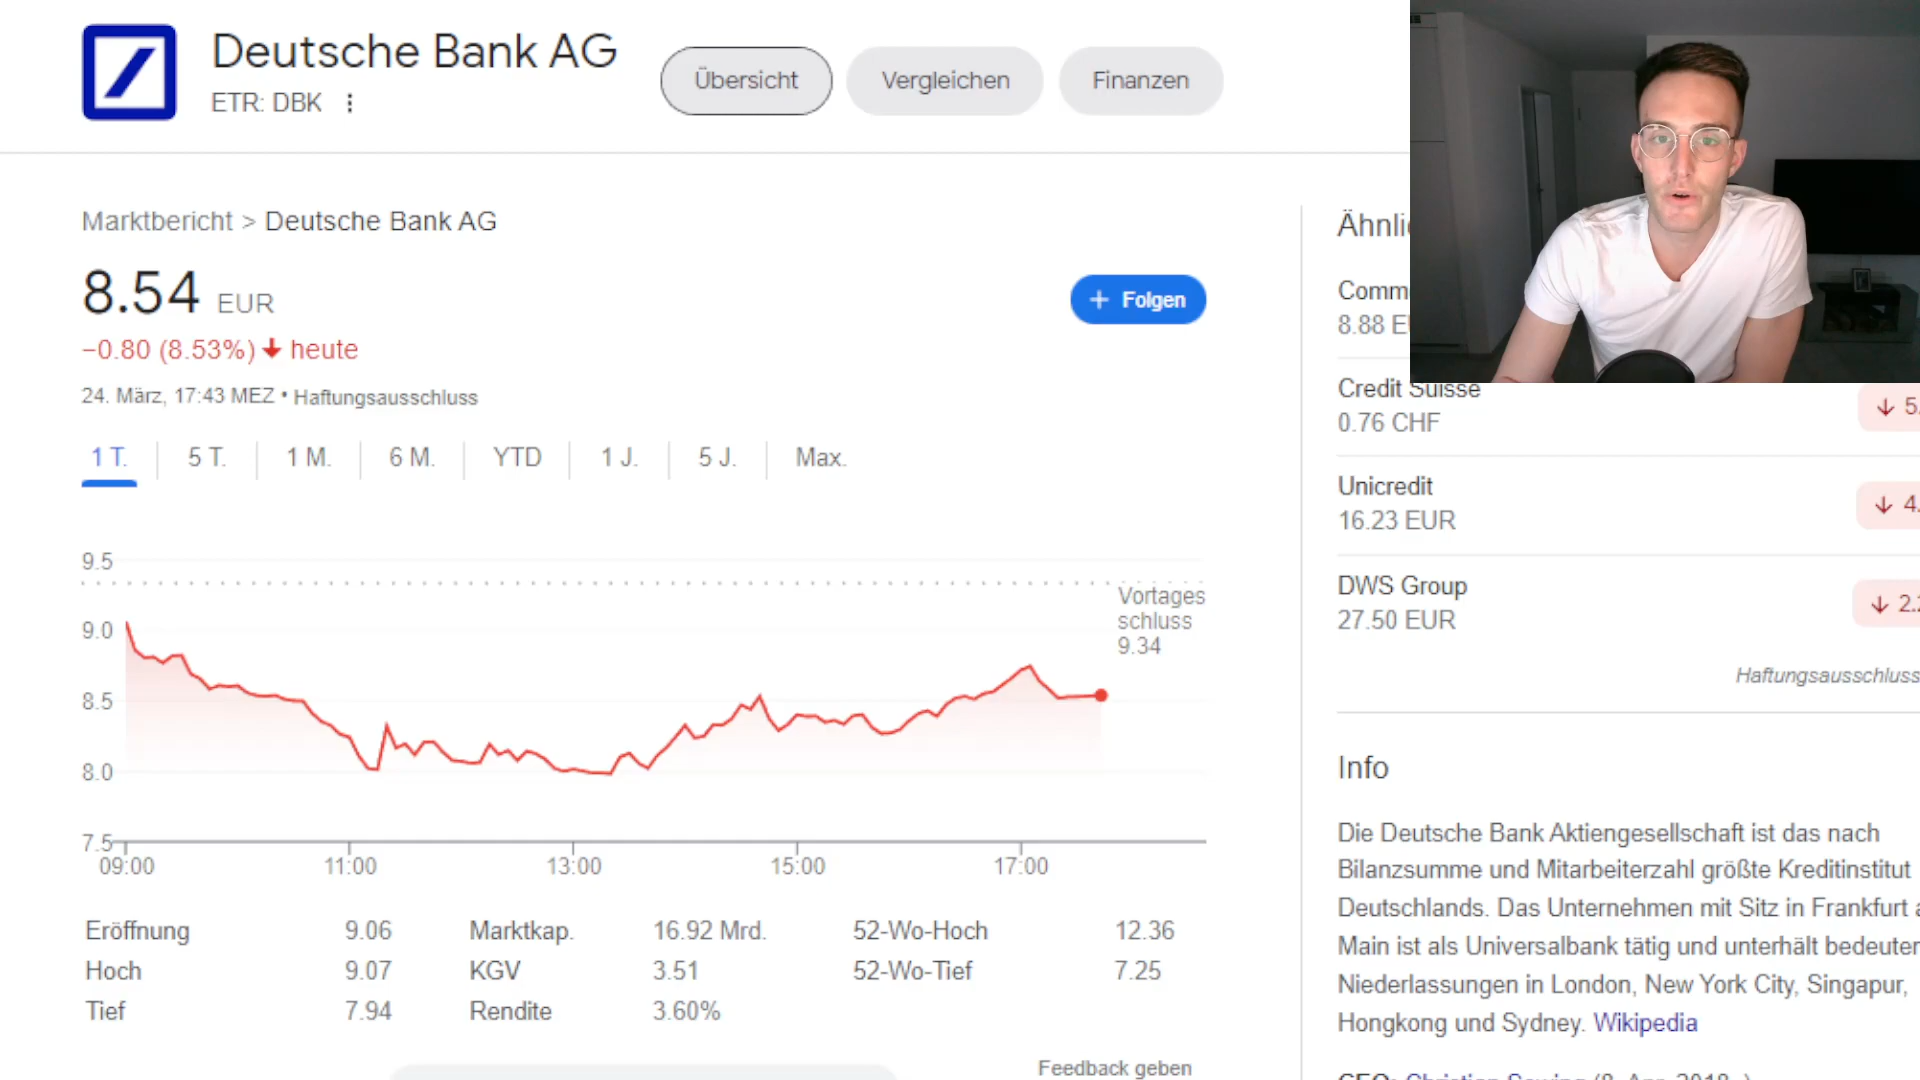 Deutsche Bank AG
ETR: DBK
Übersicht
Vergleichen
Finanzen
Marktbericht > Deutsche Bank AG
8.54 EUR
−0.80 (8.53%) heute
24. März, 17:43 MEZ • Haftungsausschluss
+ Folgen
1 T.
5 T.
1 M.
6 M.
YTD
1 J.
5 J.
Max.
9.5
9.0
8.5
8.0
7.5
Vortages
schluss
9.34
09:00
11:00
13:00
15:00
17:00
Eröffnung 9.06
Hoch 9.07
Tief 7.94
Marktkap. 16.92 Mrd.
KGV 3.51
Rendite 3.60%
52-Wo-Hoch 12.36
52-Wo-Tief 7.25
Feedback geben
Ähnli
Comm
8.88 E
Credit Suisse
0.76 CHF
5.
Unicredit
16.23 EUR
4.
DWS Group
27.50 EUR
2.2
Haftungsausschluss
Info
Die Deutsche Bank Aktiengesellschaft ist das nach
Bilanzsumme und Mitarbeiterzahl größte Kreditinstitut
Deutschlands. Das Unternehmen mit Sitz in Frankfurt a
Main ist als Universalbank tätig und unterhält bedeuten
Niederlassungen in London, New York City, Singapur,
Hongkong und Sydney. Wikipedia